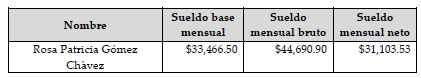 Nombre Sueldo base mensual Sueldo mensual bruto Sueldo mensual neto
Rosa Patricia Gómez Chàvez $33,466.50 $44,690.90 $31,103.53